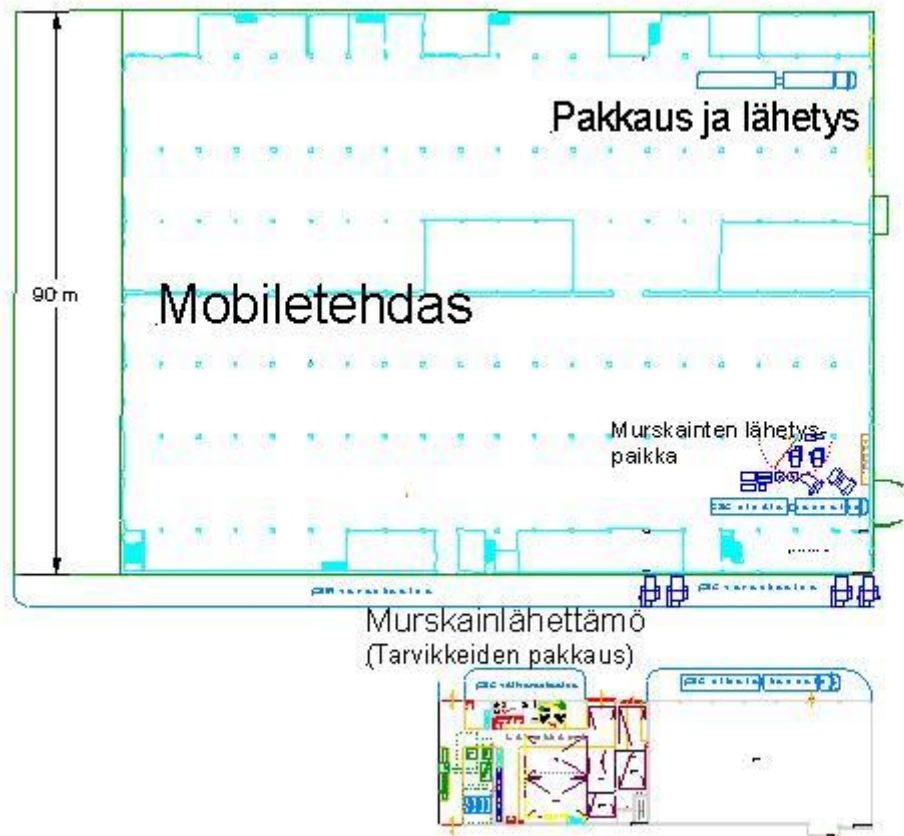 Pakkaus ja lähetys
90 m
Mobiletehdas
Murskainten lähetys-
paikka
Murskainlähettämö
(Tarvikkeiden pakkaus)